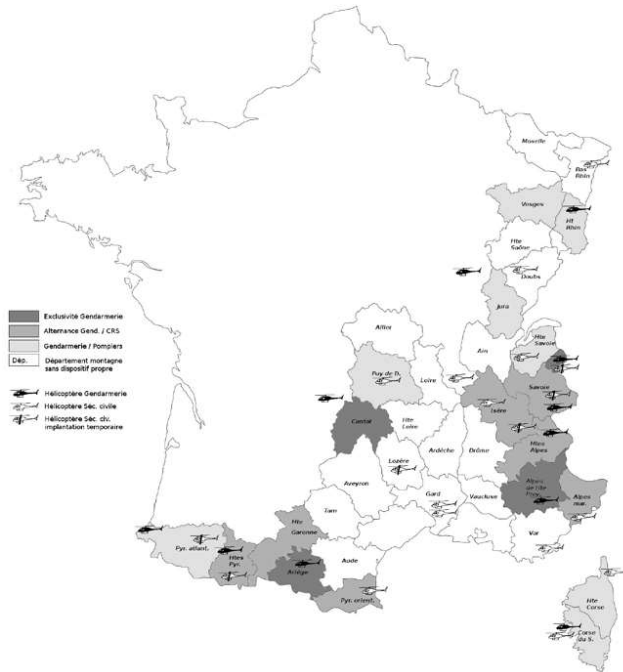 Moselle
Bas
Rhin
Vosges
Ht
Rhin
Hte
Saône
Doubs
Jura
Exclusivité Gendarmerie
Alternance Gend. / CRS
Gendarmerie / Pompiers
Dép.
Département montagne
sans dispositif propre
Hélicoptère Gendarmerie
Hélicoptère Séc. civile
Hélicoptère Séc. civ.
implantation temporaire
Allier
Ain
Hte
Savoie
Puy de D.
Loire
Savoie
Isère
Cantal
Hte
Loire
Ardèche
Drôme
Htes
Alpes
Lozère
Aveyron
Gard
Vaucluse
Alpes
de Hte
Prov.
Alpes
mar.
Tarn
Hte
Garonne
Var
Pyr. atlant.
Htes
Pyr.
Ariège
Aude
Pyr. orient.
Hte
Corse
Corse
du S.